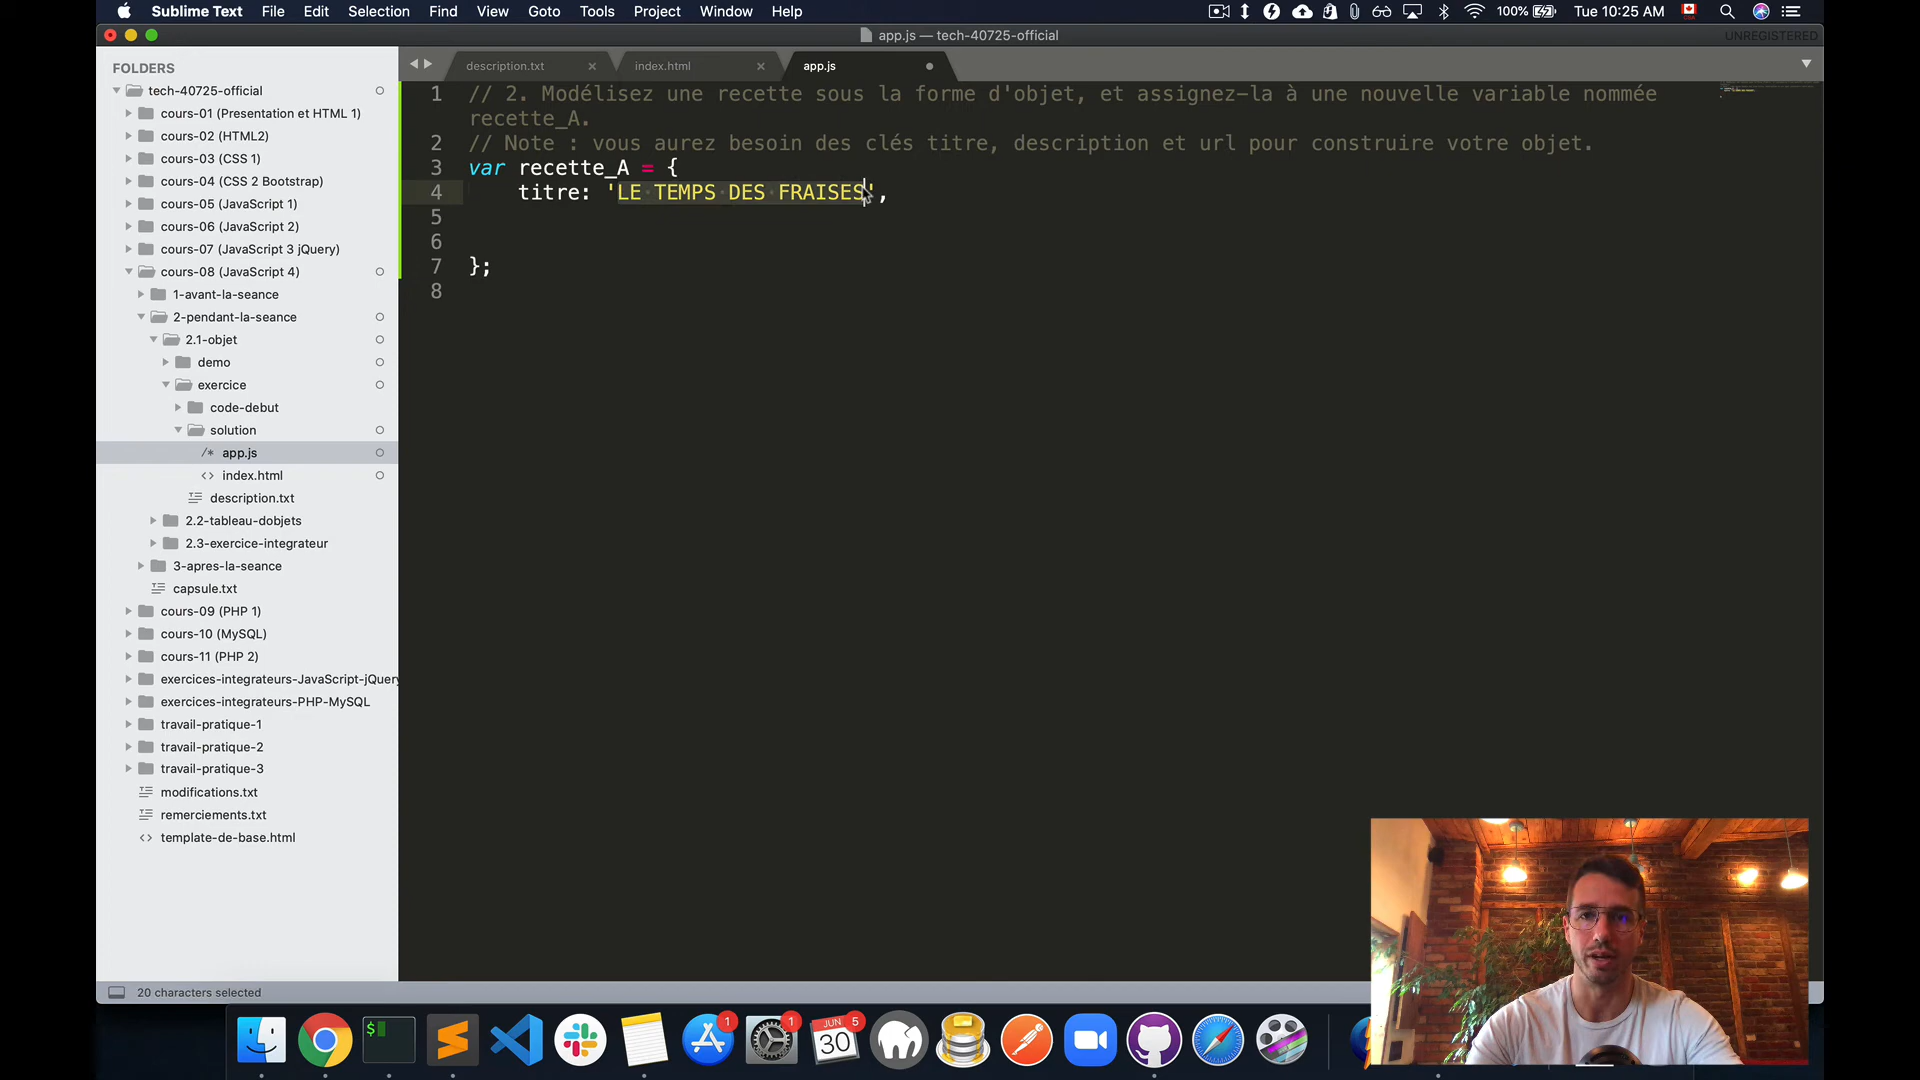 Sublime Text File Edit Selection Find View Goto Tools Project Window Help 100% Tue 10:25 AM
app.js — tech-40725-official UNREGISTERED
FOLDERS
tech-40725-official
cours-01 (Presentation et HTML 1)
cours-02 (HTML2)
cours-03 (CSS 1)
cours-04 (CSS 2 Bootstrap)
cours-05 (JavaScript 1)
cours-06 (JavaScript 2)
cours-07 (JavaScript 3 jQuery)
cours-08 (JavaScript 4)
1-avant-la-seance
2-pendant-la-seance
2.1-objet
demo
exercice
code-debut
solution
app.js
index.html
description.txt
2.2-tableau-dobjets
2.3-exercice-integrateur
3-apres-la-seance
capsule.txt
cours-09 (PHP 1)
cours-10 (MySQL)
cours-11 (PHP 2)
exercices-integrateurs-JavaScript-jQuery
exercices-integrateurs-PHP-MySQL
travail-pratique-1
travail-pratique-2
travail-pratique-3
modifications.txt
remerciements.txt
template-de-base.html
description.txt index.html app.js
1 // 2. Modélisez une recette sous la forme d'objet, et assignez-la à une nouvelle variable nommée
recette_A.
2 // Note : vous aurez besoin des clés titre, description et url pour construire votre objet.
3 var recette_A = {
4 titre: 'LE TEMPS DES FRAISES',
5
6
7 };
8
20 characters selected
$ 1 1 JUN 5
30